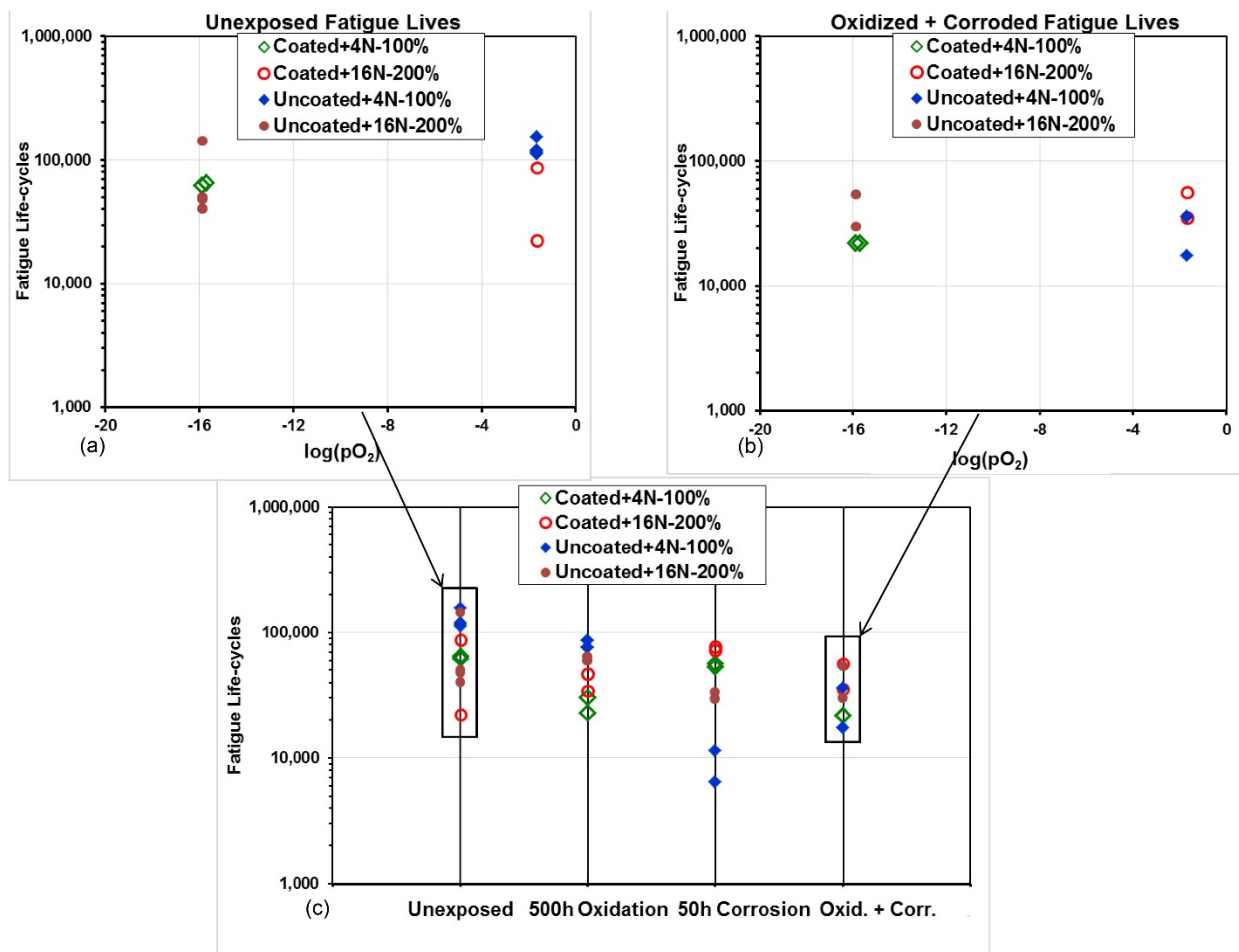 Unexposed Fatigue Lives
Coated+4N-100%
Coated+16N-200%
Uncoated+4N-100%
Uncoated+16N-200%
1,000,000
100,000
10,000
1,000
Fatigue Life-cycles
-20 -16 -12 -8 -4 0
(a)
log(pO₂)
Oxidized + Corroded Fatigue Lives
Coated+4N-100%
Coated+16N-200%
Uncoated+4N-100%
Uncoated+16N-200%
1,000,000
100,000
10,000
1,000
Fatigue Life-cycles
-20 -16 -12 -8 -4 0
(b)
log(pO₂)
Coated+4N-100%
Coated+16N-200%
Uncoated+4N-100%
Uncoated+16N-200%
1,000,000
100,000
10,000
1,000
Fatigue Life-cycles
(c)
Unexposed 500h Oxidation 50h Corrosion Oxid. + Corr.